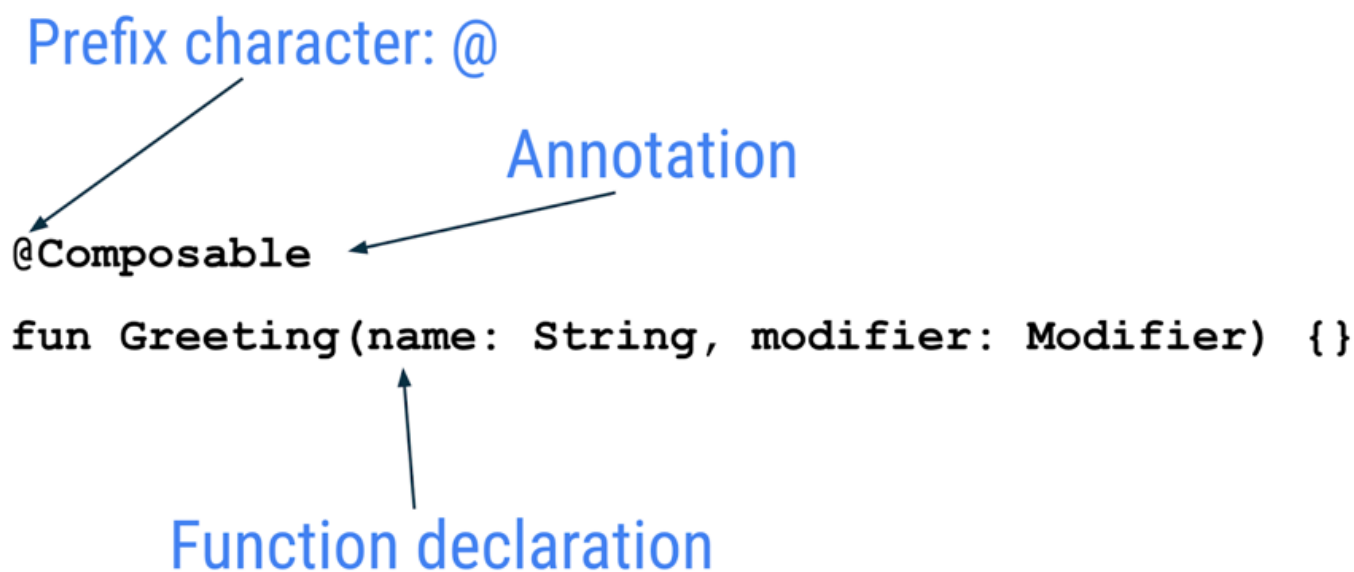 Prefix character: @
Annotation
@Composable
fun Greeting(name: String, modifier: Modifier) {}
Function declaration